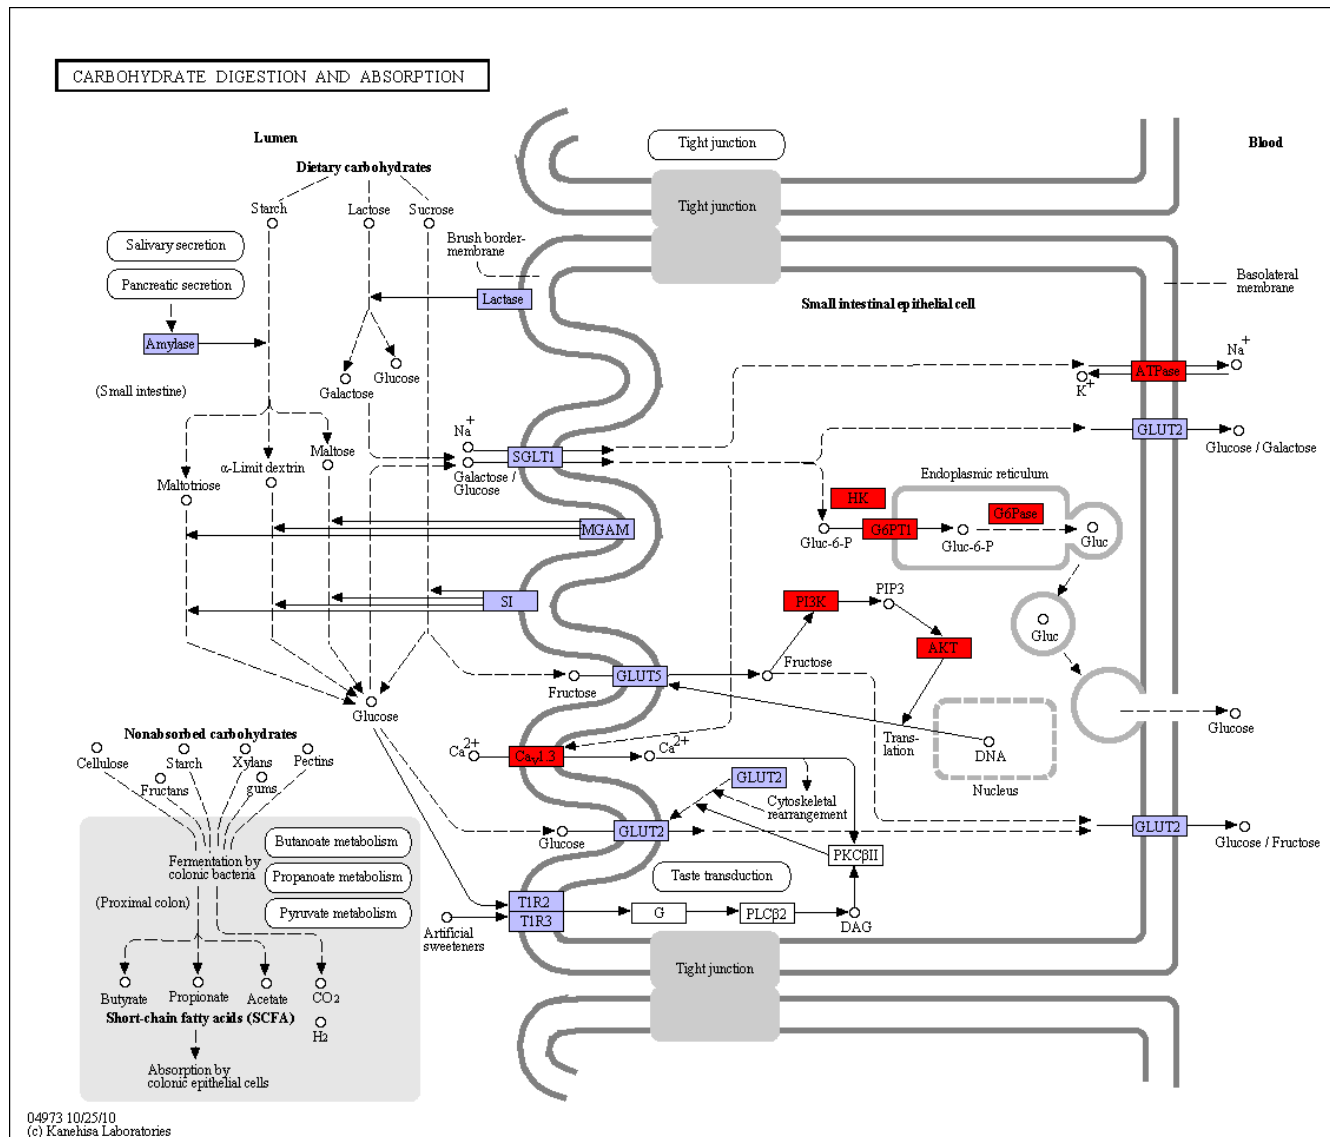 CARBOHYDRATE DIGESTION AND ABSORPTION
Lumen
Tight junction
Blood
Dietary carbohydrates
Starch
Lactose
Sucrose
Tight junction
Salivary secretion
Pancreatic secretion
Brush border-
membrane
Basolateral
membrane
Lactase
Small intestinal epithelial cell
Amylase
(Small intestine)
Galactose
Glucose
Na+
ATPase
K+
Maltotriose
α-Limit dextrin
Maltose
Na+
SGLT1
Galactose /
Glucose
GLUT2
Glucose / Galactose
Endoplasmic reticulum
HK
G6PT1
G6Pase
Gluc-6-P
Gluc-6-P
Gluc
MGAM
SI
PI3K
PIP3
AKT
Gluc
Fructose
GLUT5
Fructose
Glucose
Trans-
lation
DNA
Nucleus
Glucose
Nonabsorbed carbohydrates
Cellulose
Starch
Xylans
Pectins
Fructans
gums
Ca2+
Cav1.3
Ca2+
GLUT2
Cytoskeletal
rearrangement
Glucose
GLUT2
GLUT2
Glucose / Fructose
PKCβII
Fermentation by
colonic bacteria
Butanoate metabolism
Propanoate metabolism
Pyruvate metabolism
(Proximal colon)
Taste transduction
Artificial
sweeteners
T1R2
T1R3
G
PLCβ2
DAG
Tight junction
Butyrate
Propionate
Acetate
CO2
Short-chain fatty acids (SCFA)
H2
Absorption by
colonic epithelial cells
04973 10/25/10
(c) Kanehisa Laboratories